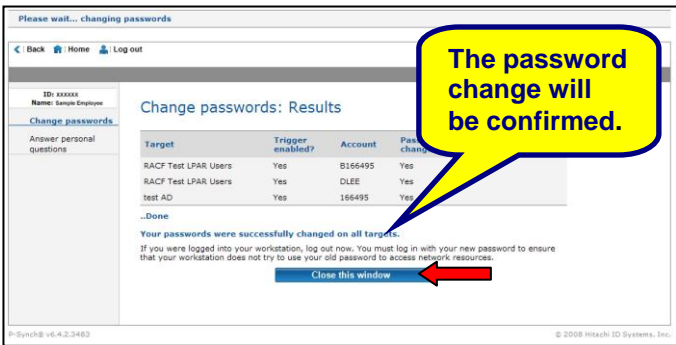 Please wait... changing passwords
Back Home Log out
The password
change will
be confirmed.
ID: xxxxxx
Name: Sample Employee
Change passwords
Answer personal
questions
Change passwords: Results
Target Trigger enabled? Account
RACF Test LPAR Users Yes B166495 Yes
RACF Test LPAR Users Yes DLEE Yes
test AD Yes 166495 Yes
..Done
Your passwords were successfully changed on all targets.
If you were logged into your workstation, log out now. You must log in with your new password to ensure
that your workstation does not try to use your old password to access network resources.
Close this window
P-Synch® v6.4.2.3483
© 2008 Hitachi ID Systems, Inc.